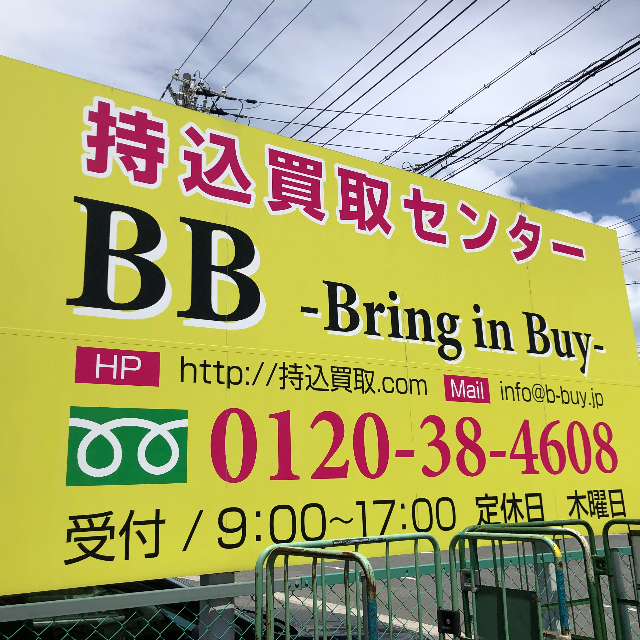 持込買取センター
BB -Bring in Buy-
HP http://持込買取.com Mail info@b-buy.jp
0120-38-4608
受付 / 9:00~17:00 定休日 木曜日